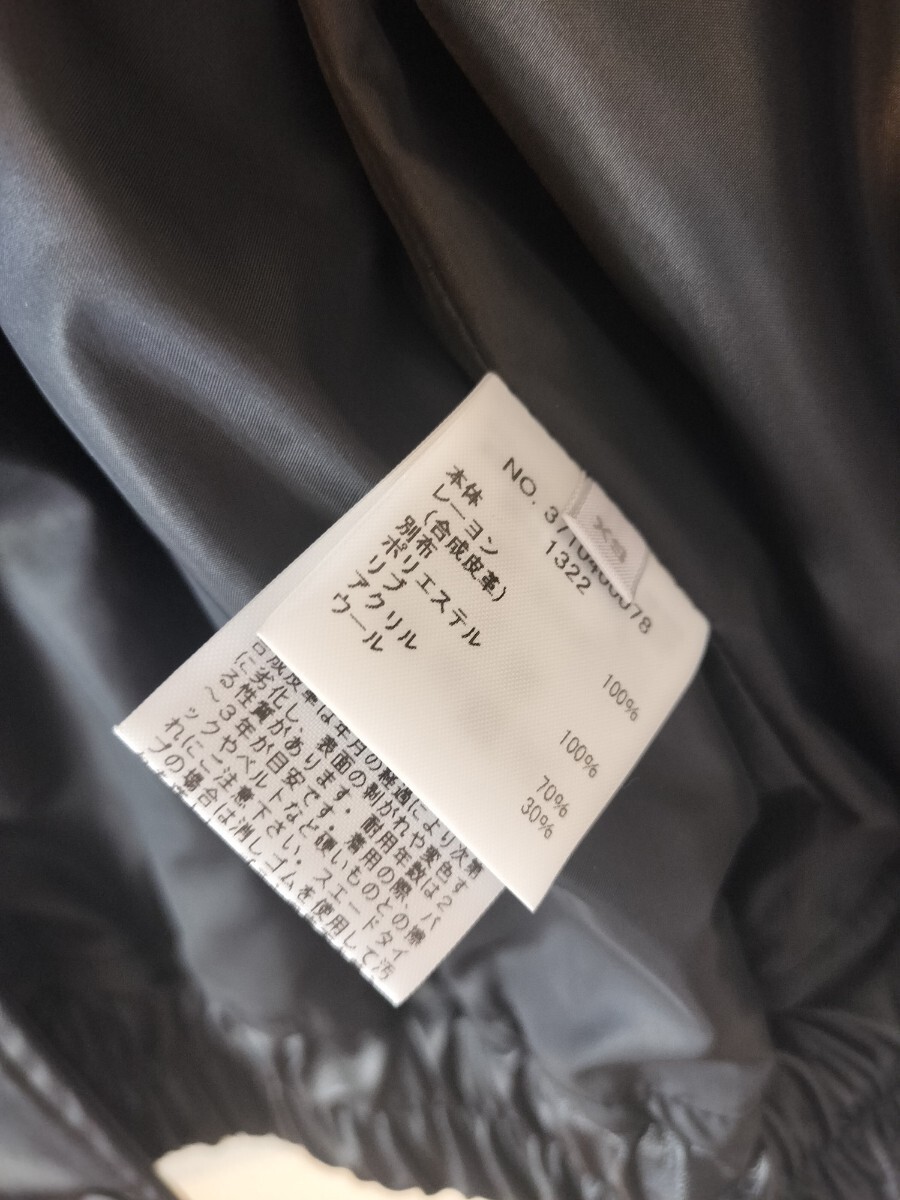 XS
NO. 3710400078
1322
本体
レーヨン 100%
(合成皮革)
別布
ポリエステル 100%
リブ
アクリル 70%
ウール 30%
合成皮革は年月の経過により次第
に劣化し、表面の剥がれや変色す
る性質があります。耐用年数は2
～3年が目安です。着用の際、バ
ックやベルトなど硬いものとの擦
れにご注意下さい。スエードタイ
プの場合は消しゴムを使用して汚